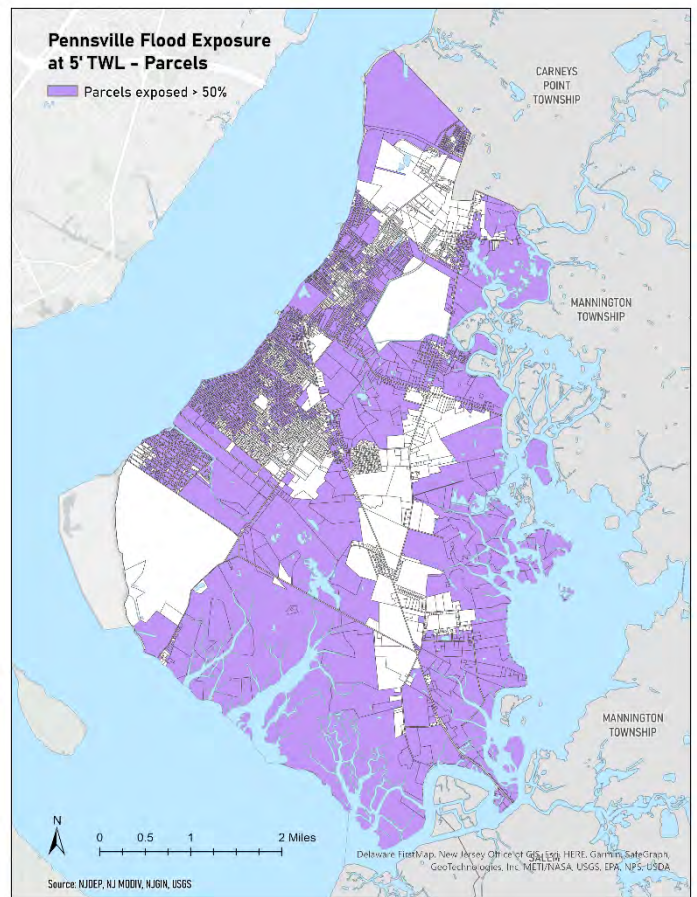 Pennsville Flood Exposure
at 5' TWL – Parcels
Parcels exposed > 50%
CARNEYS
POINT
TOWNSHIP
MANNINGTON
TOWNSHIP
MANNINGTON
TOWNSHIP
N
0 0.5 1 2 Miles
SALEM
Delaware FirstMap, New Jersey Office of GIS, Esri, HERE, Garmin, SafeGraph,
GeoTechnologies, Inc, METI/NASA, USGS, EPA, NPS, USDA
Source: NJDEP, NJ MODIV, NJGIN, USGS